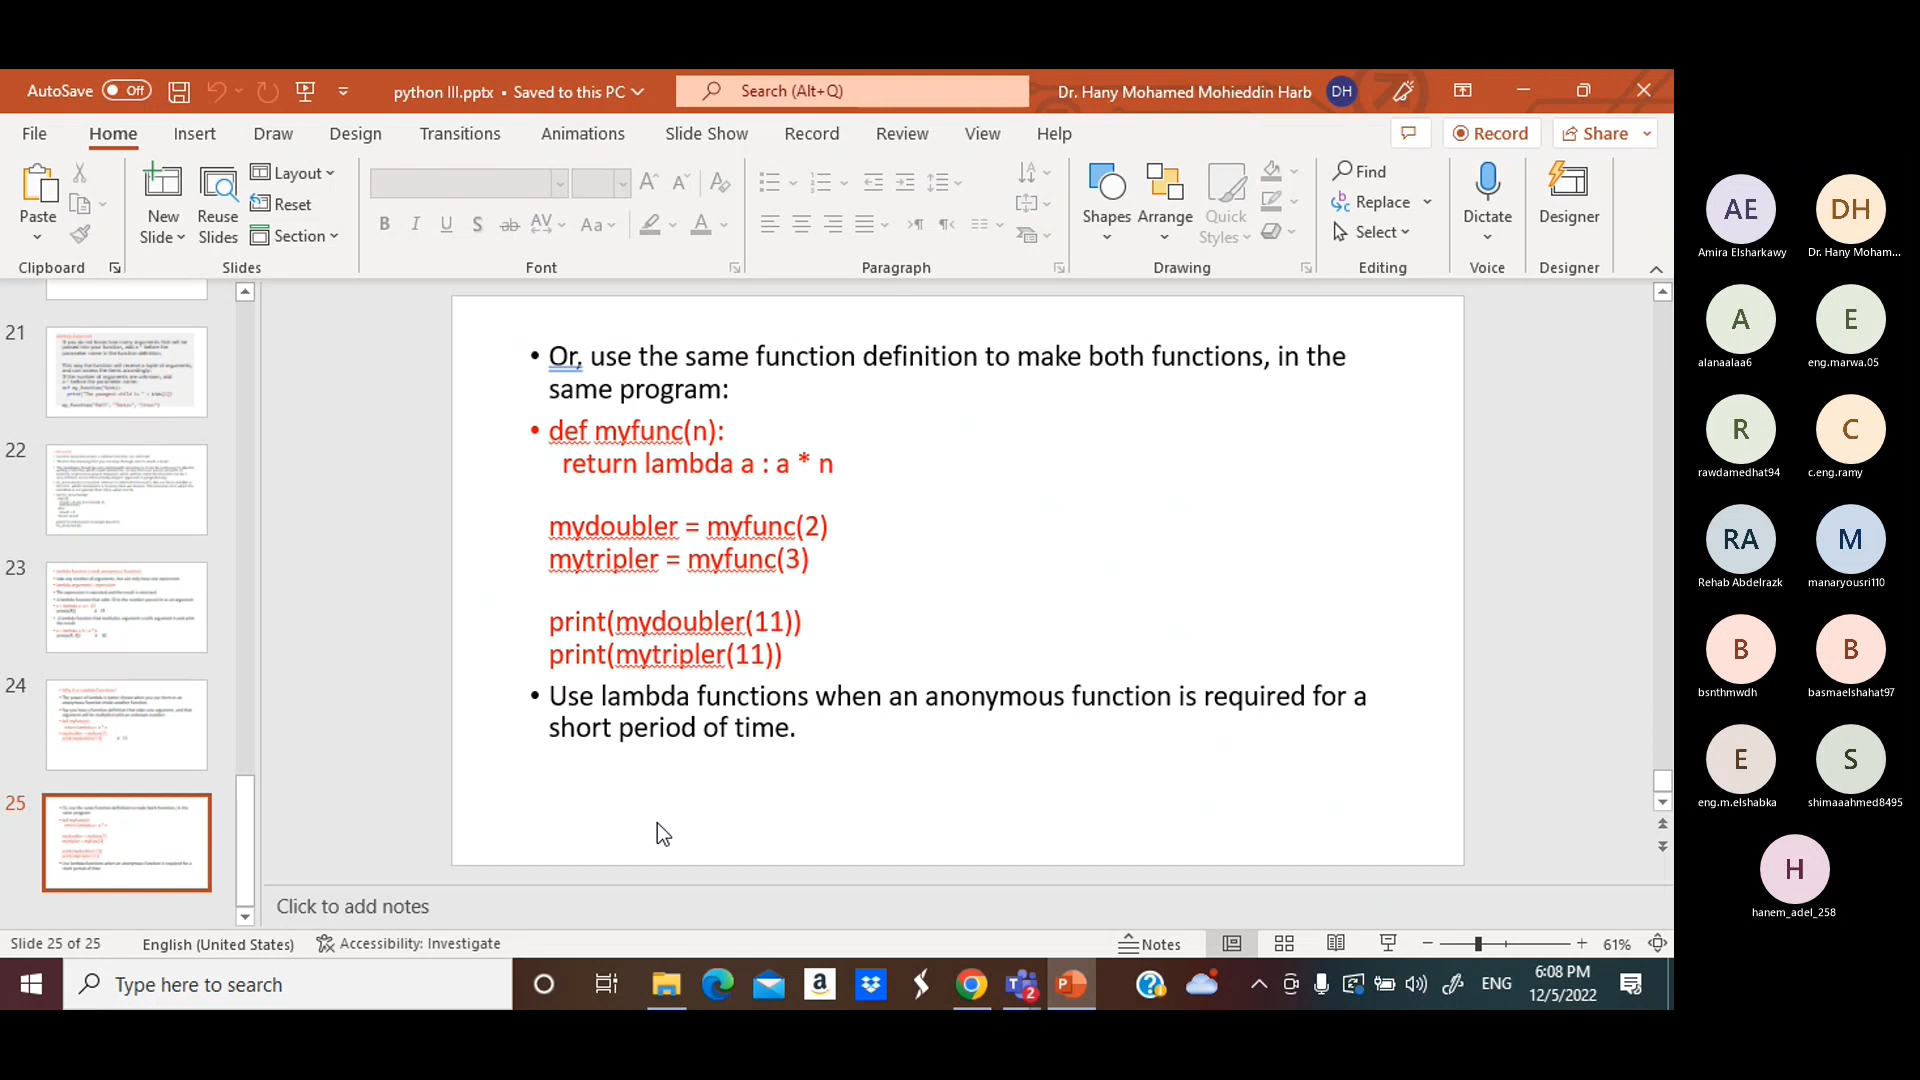 AutoSave Off python III.pptx • Saved to this PC Search (Alt+Q) Dr. Hany Mohamed Mohieddin Harb DH
File Home Insert Draw Design Transitions Animations Slide Show Record Review View Help Record Share
Paste New Slide Reuse Slides Layout Reset Section
B I U S ab AV Aa A
Shapes Arrange Quick Styles
Find
Replace
Select
Dictate Designer
Clipboard Slides Font Paragraph Drawing Editing Voice Designer
21
22
23
24
25
• Or, use the same function definition to make both functions, in the
same program:
• def myfunc(n):
return lambda a : a * n
mydoubler = myfunc(2)
mytripler = myfunc(3)
print(mydoubler(11))
print(mytripler(11))
• Use lambda functions when an anonymous function is required for a
short period of time.
Click to add notes
Slide 25 of 25 English (United States) Accessibility: Investigate Notes 61%
Type here to search
ENG
6:08 PM
12/5/2022
AE DH
Amira Elsharkawy Dr. Hany Moham...
A E
alanaalaa6 eng.marwa.05
R C
rawdamedhat94 c.eng.ramy
RA M
Rehab Abdelrazk manaryousri110
B B
bsnthmwdh basmaelshahat97
E S
eng.m.elshabka shimaaahmed8495
H
hanem_adel_258